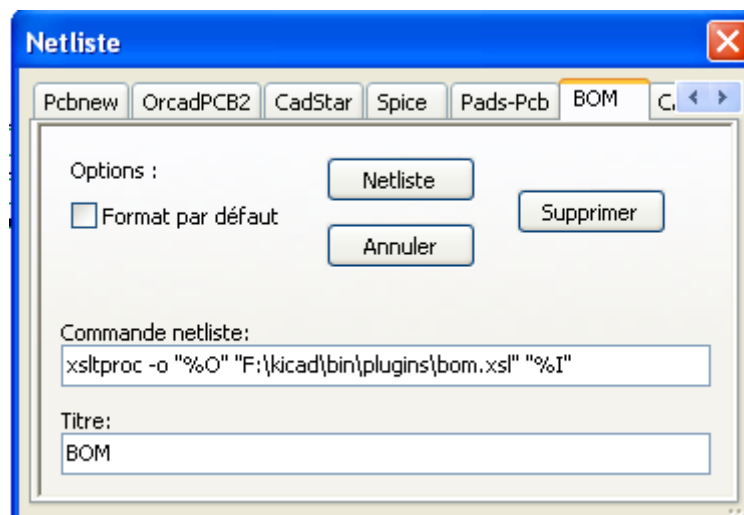 Netliste
Pcbnew OrcadPCB2 CadStar Spice Pads-Pcb BOM
Options :
Netliste
Format par défaut
Supprimer
Annuler
Commande netliste:
xsltproc -o "%O" "F:\kicad\bin\plugins\bom.xsl" "%I"
Titre:
BOM